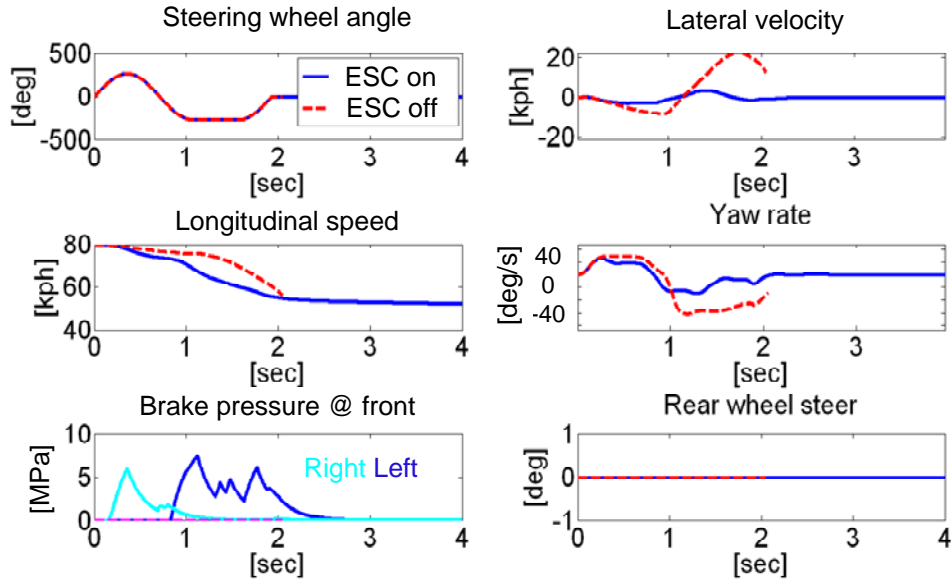 Steering wheel angle
[deg]
500
0
-500
ESC on
ESC off
0 1 2 3 4
[sec]
Lateral velocity
[kph]
20
0
-20
0 1 2 3
[sec]
Longitudinal speed
[kph]
80
60
40
0 1 2 3 4
[sec]
Yaw rate
[deg/s]
40
0
-40
0 1 2 3
[sec]
Brake pressure @ front
[MPa]
10
5
0
Right Left
0 1 2 3 4
[sec]
Rear wheel steer
[deg]
1
0
-1
0 1 2 3 4
[sec]